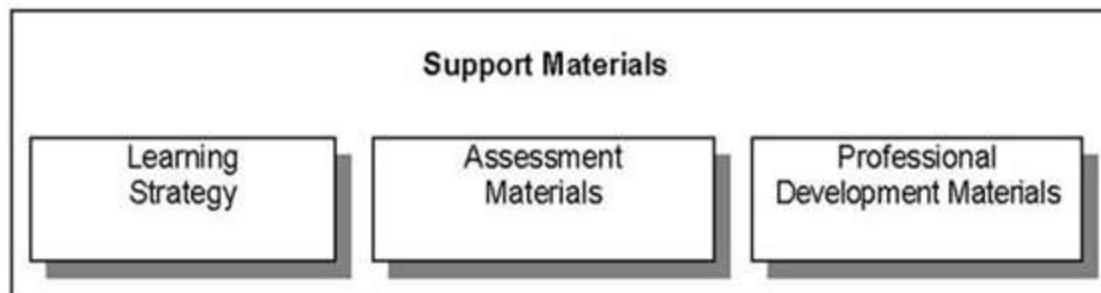 Support Materials
Learning
Strategy
Assessment
Materials
Professional
Development Materials